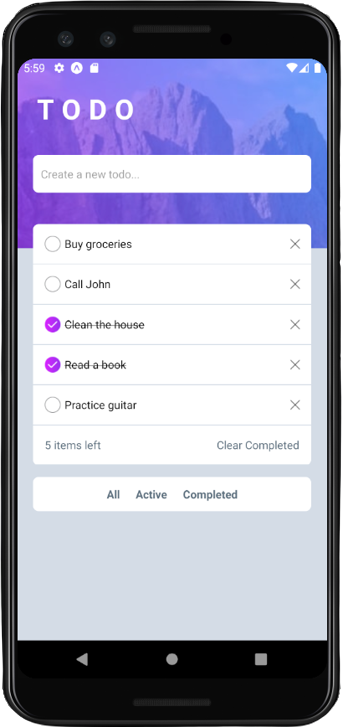 5:59
TODO
Create a new todo...
Buy groceries
Call John
Clean the house
Read a book
Practice guitar
5 items left Clear Completed
All Active Completed